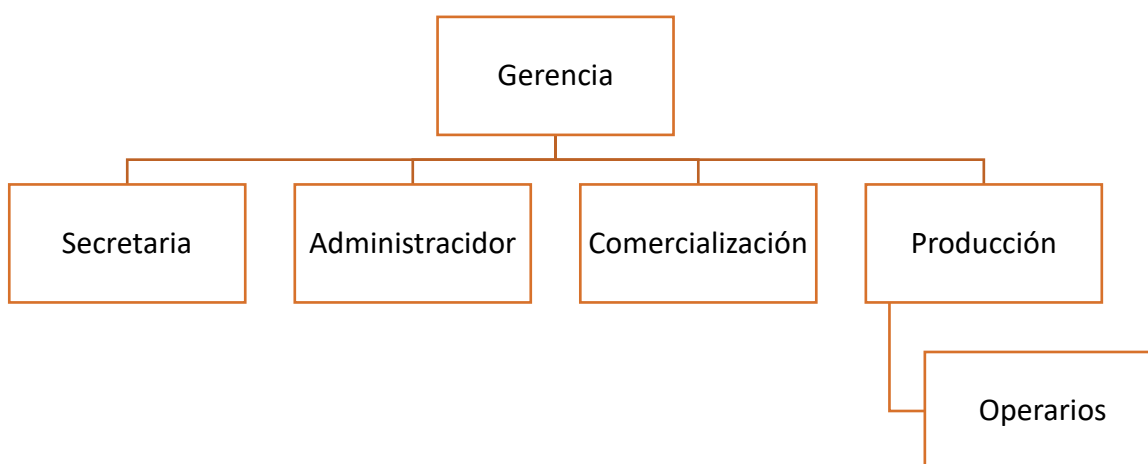 Gerencia
Secretaria
Administracidor
Comercialización
Producción
Operarios